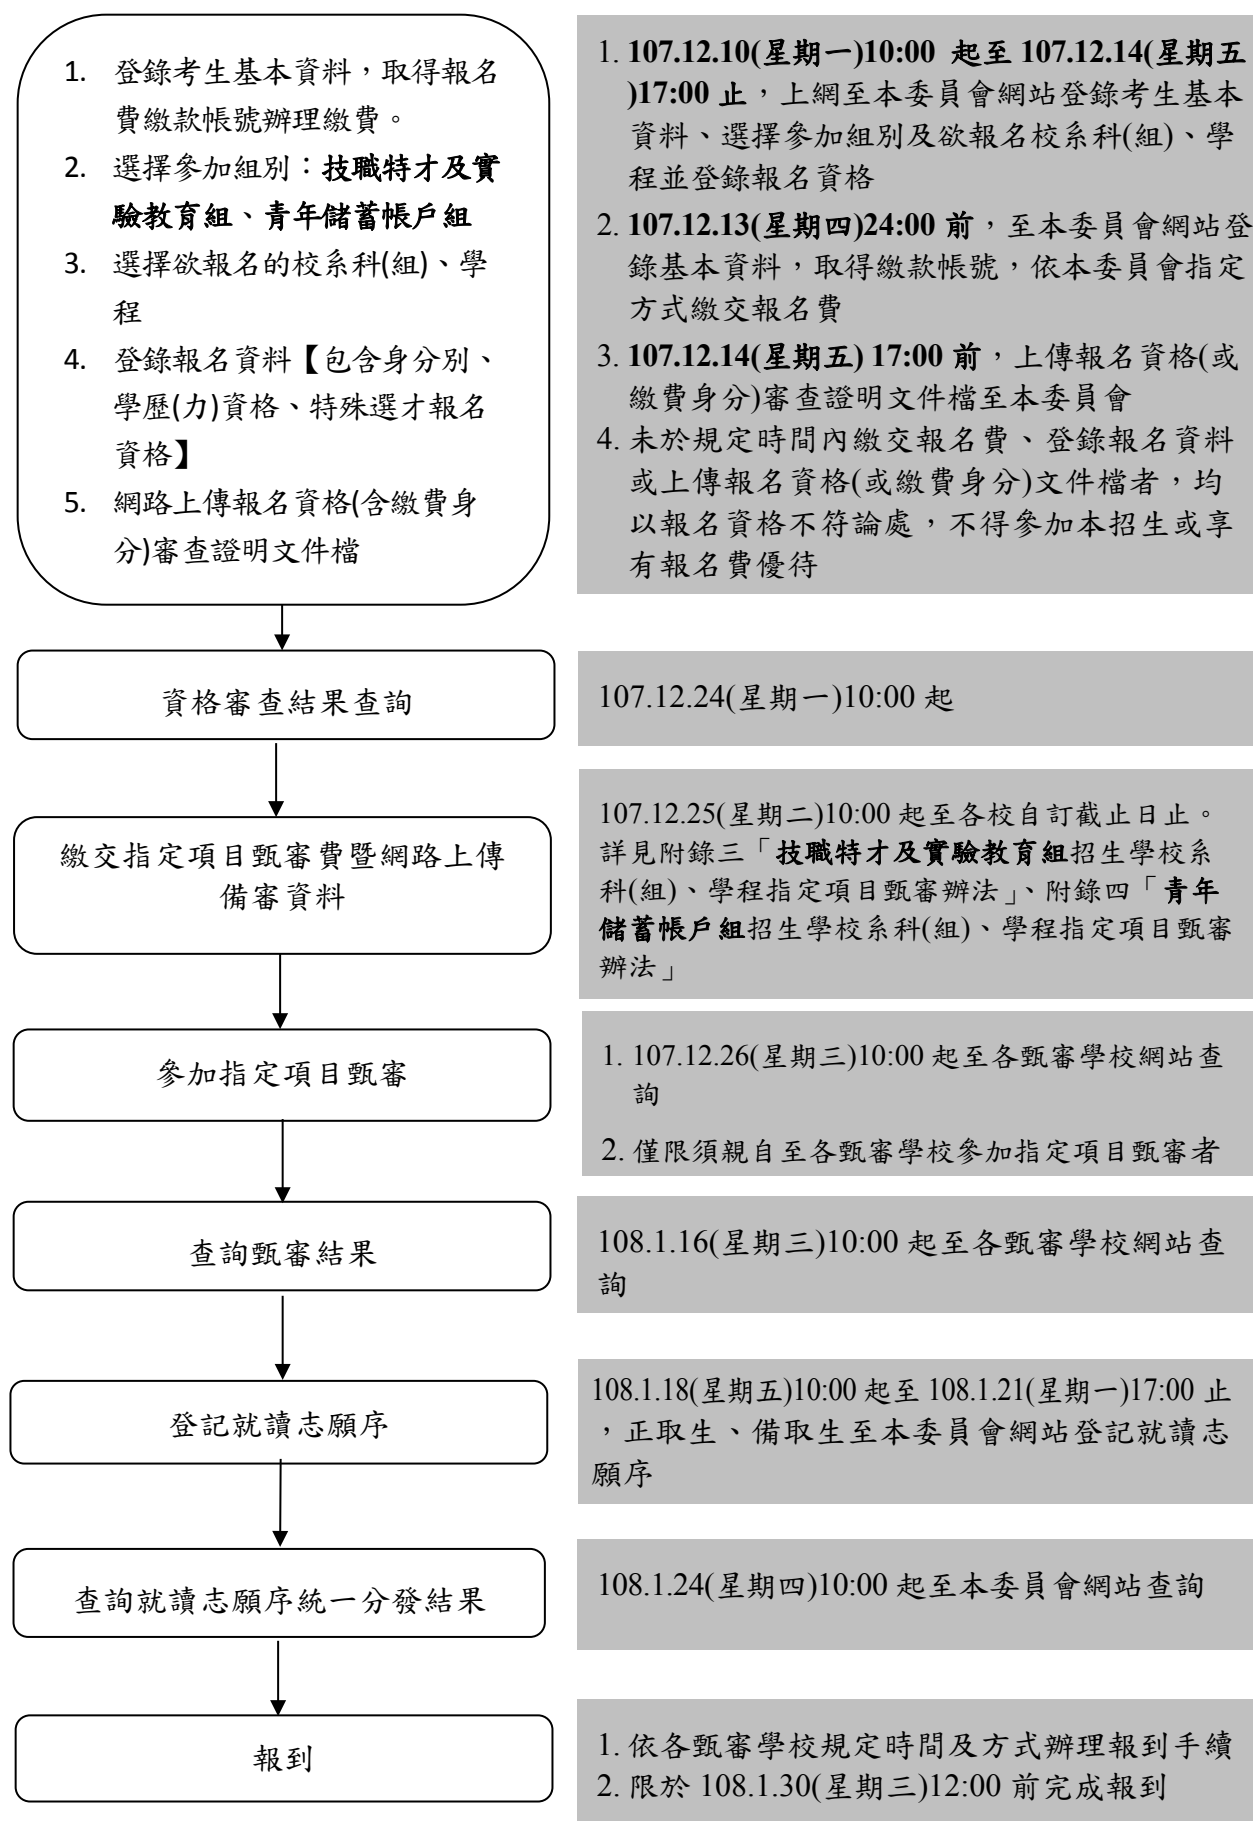 1. 登錄考生基本資料，取得報名
費繳款帳號辦理繳費。
2. 選擇參加組別：技職特才及實
驗教育組、青年儲蓄帳戶組
3. 選擇欲報名的校系科(組)、學
程
4. 登錄報名資料【包含身分別、
學歷(力)資格、特殊選才報名
資格】
5. 網路上傳報名資格(含繳費身
分)審查證明文件檔
1. 107.12.10(星期一)10:00 起至 107.12.14(星期五
)17:00 止，上網至本委員會網站登錄考生基本
資料、選擇參加組別及欲報名校系科(組)、學
程並登錄報名資格
2. 107.12.13(星期四)24:00 前，至本委員會網站登
錄基本資料，取得繳款帳號，依本委員會指定
方式繳交報名費
3. 107.12.14(星期五) 17:00 前，上傳報名資格(或
繳費身分)審查證明文件檔至本委員會
4. 未於規定時間內繳交報名費、登錄報名資料
或上傳報名資格(或繳費身分)文件檔者，均
以報名資格不符論處，不得參加本招生或享
有報名費優待
資格審查結果查詢
107.12.24(星期一)10:00 起
繳交指定項目甄審費暨網路上傳
備審資料
107.12.25(星期二)10:00 起至各校自訂截止日止。
詳見附錄三「技職特才及實驗教育組招生學校系
科(組)、學程指定項目甄審辦法」、附錄四「青年
儲蓄帳戶組招生學校系科(組)、學程指定項目甄審
辦法」
參加指定項目甄審
1. 107.12.26(星期三)10:00 起至各甄審學校網站查
詢
2. 僅限須親自至各甄審學校參加指定項目甄審者
查詢甄審結果
108.1.16(星期三)10:00 起至各甄審學校網站查
詢
登記就讀志願序
108.1.18(星期五)10:00 起至 108.1.21(星期一)17:00 止
，正取生、備取生至本委員會網站登記就讀志
願序
查詢就讀志願序統一分發結果
108.1.24(星期四)10:00 起至本委員會網站查詢
報到
1. 依各甄審學校規定時間及方式辦理報到手續
2. 限於 108.1.30(星期三)12:00 前完成報到